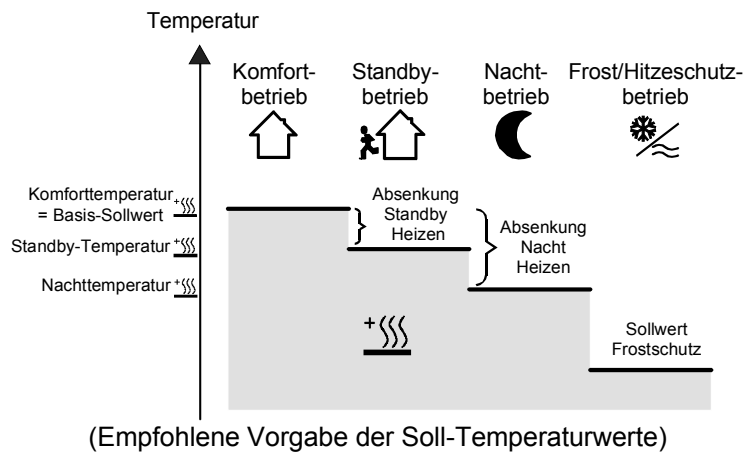 Temperatur
Komfort-
betrieb
Standby-
betrieb
Nacht-
betrieb
Frost/Hitzeschutz-
betrieb
Komforttemperatur
= Basis-Sollwert
Standby-Temperatur
Nachttemperatur
Absenkung
Standby
Heizen
Absenkung
Nacht
Heizen
Sollwert
Frostschutz
(Empfohlene Vorgabe der Soll-Temperaturwerte)